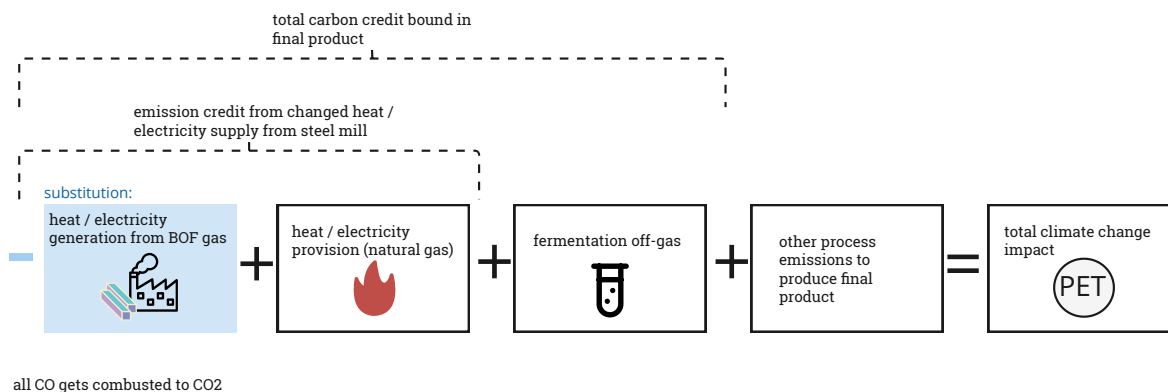 total carbon credit bound in
final product
emission credit from changed heat /
electricity supply from steel mill
substitution:
heat / electricity
generation from BOF gas
heat / electricity
provision (natural gas)
fermentation off-gas
other process
emissions to
produce final
product
total climate change
impact
PET
all CO gets combusted to CO2